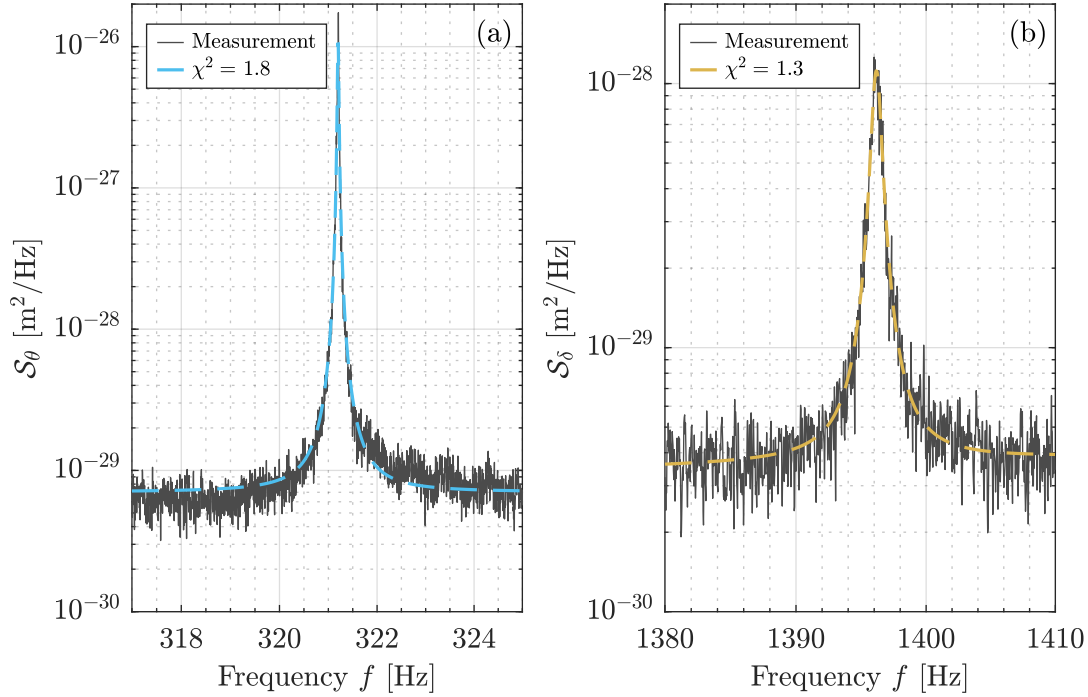 (a)
Measurement
χ² = 1.8
10⁻²⁶
10⁻²⁷
10⁻²⁸
10⁻²⁹
10⁻³⁰
𝒮θ [m²/Hz]
318 320 322 324
Frequency f [Hz]
(b)
Measurement
χ² = 1.3
10⁻²⁸
10⁻²⁹
10⁻³⁰
𝒮δ [m²/Hz]
1380 1390 1400 1410
Frequency f [Hz]